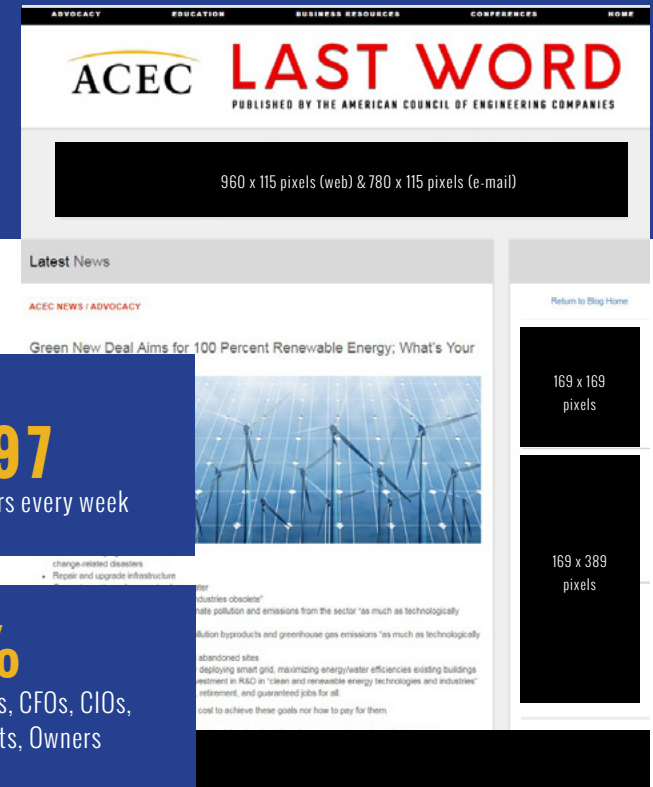 ADVOCACY EDUCATION BUSINESS RESOURCES CONFERENCES HOME
ACEC LAST WORD
PUBLISHED BY THE AMERICAN COUNCIL OF ENGINEERING COMPANIES
960 x 115 pixels (web) & 780 x 115 pixels (e-mail)
Latest News
ACEC NEWS / ADVOCACY
Return to Blog Home
Green New Deal Aims for 100 Percent Renewable Energy; What's Your
169 x 169
pixels
97
rs every week
169 x 389
pixels
change-related disasters
• Repair and upgrade infrastructure
ater
dustries obsolete"
nate pollution and emissions from the sector "as much as technologically
llution byproducts and greenhouse gas emissions "as much as technologically
abandoned sites
deploying smart grid, maximizing energy/water efficiencies existing buildings
vestment in R&D in "clean and renewable energy technologies and industries"
, retirement, and guaranteed jobs for all.
cost to achieve these goals nor how to pay for them.
%
s, CFOs, CIOs,
ts, Owners